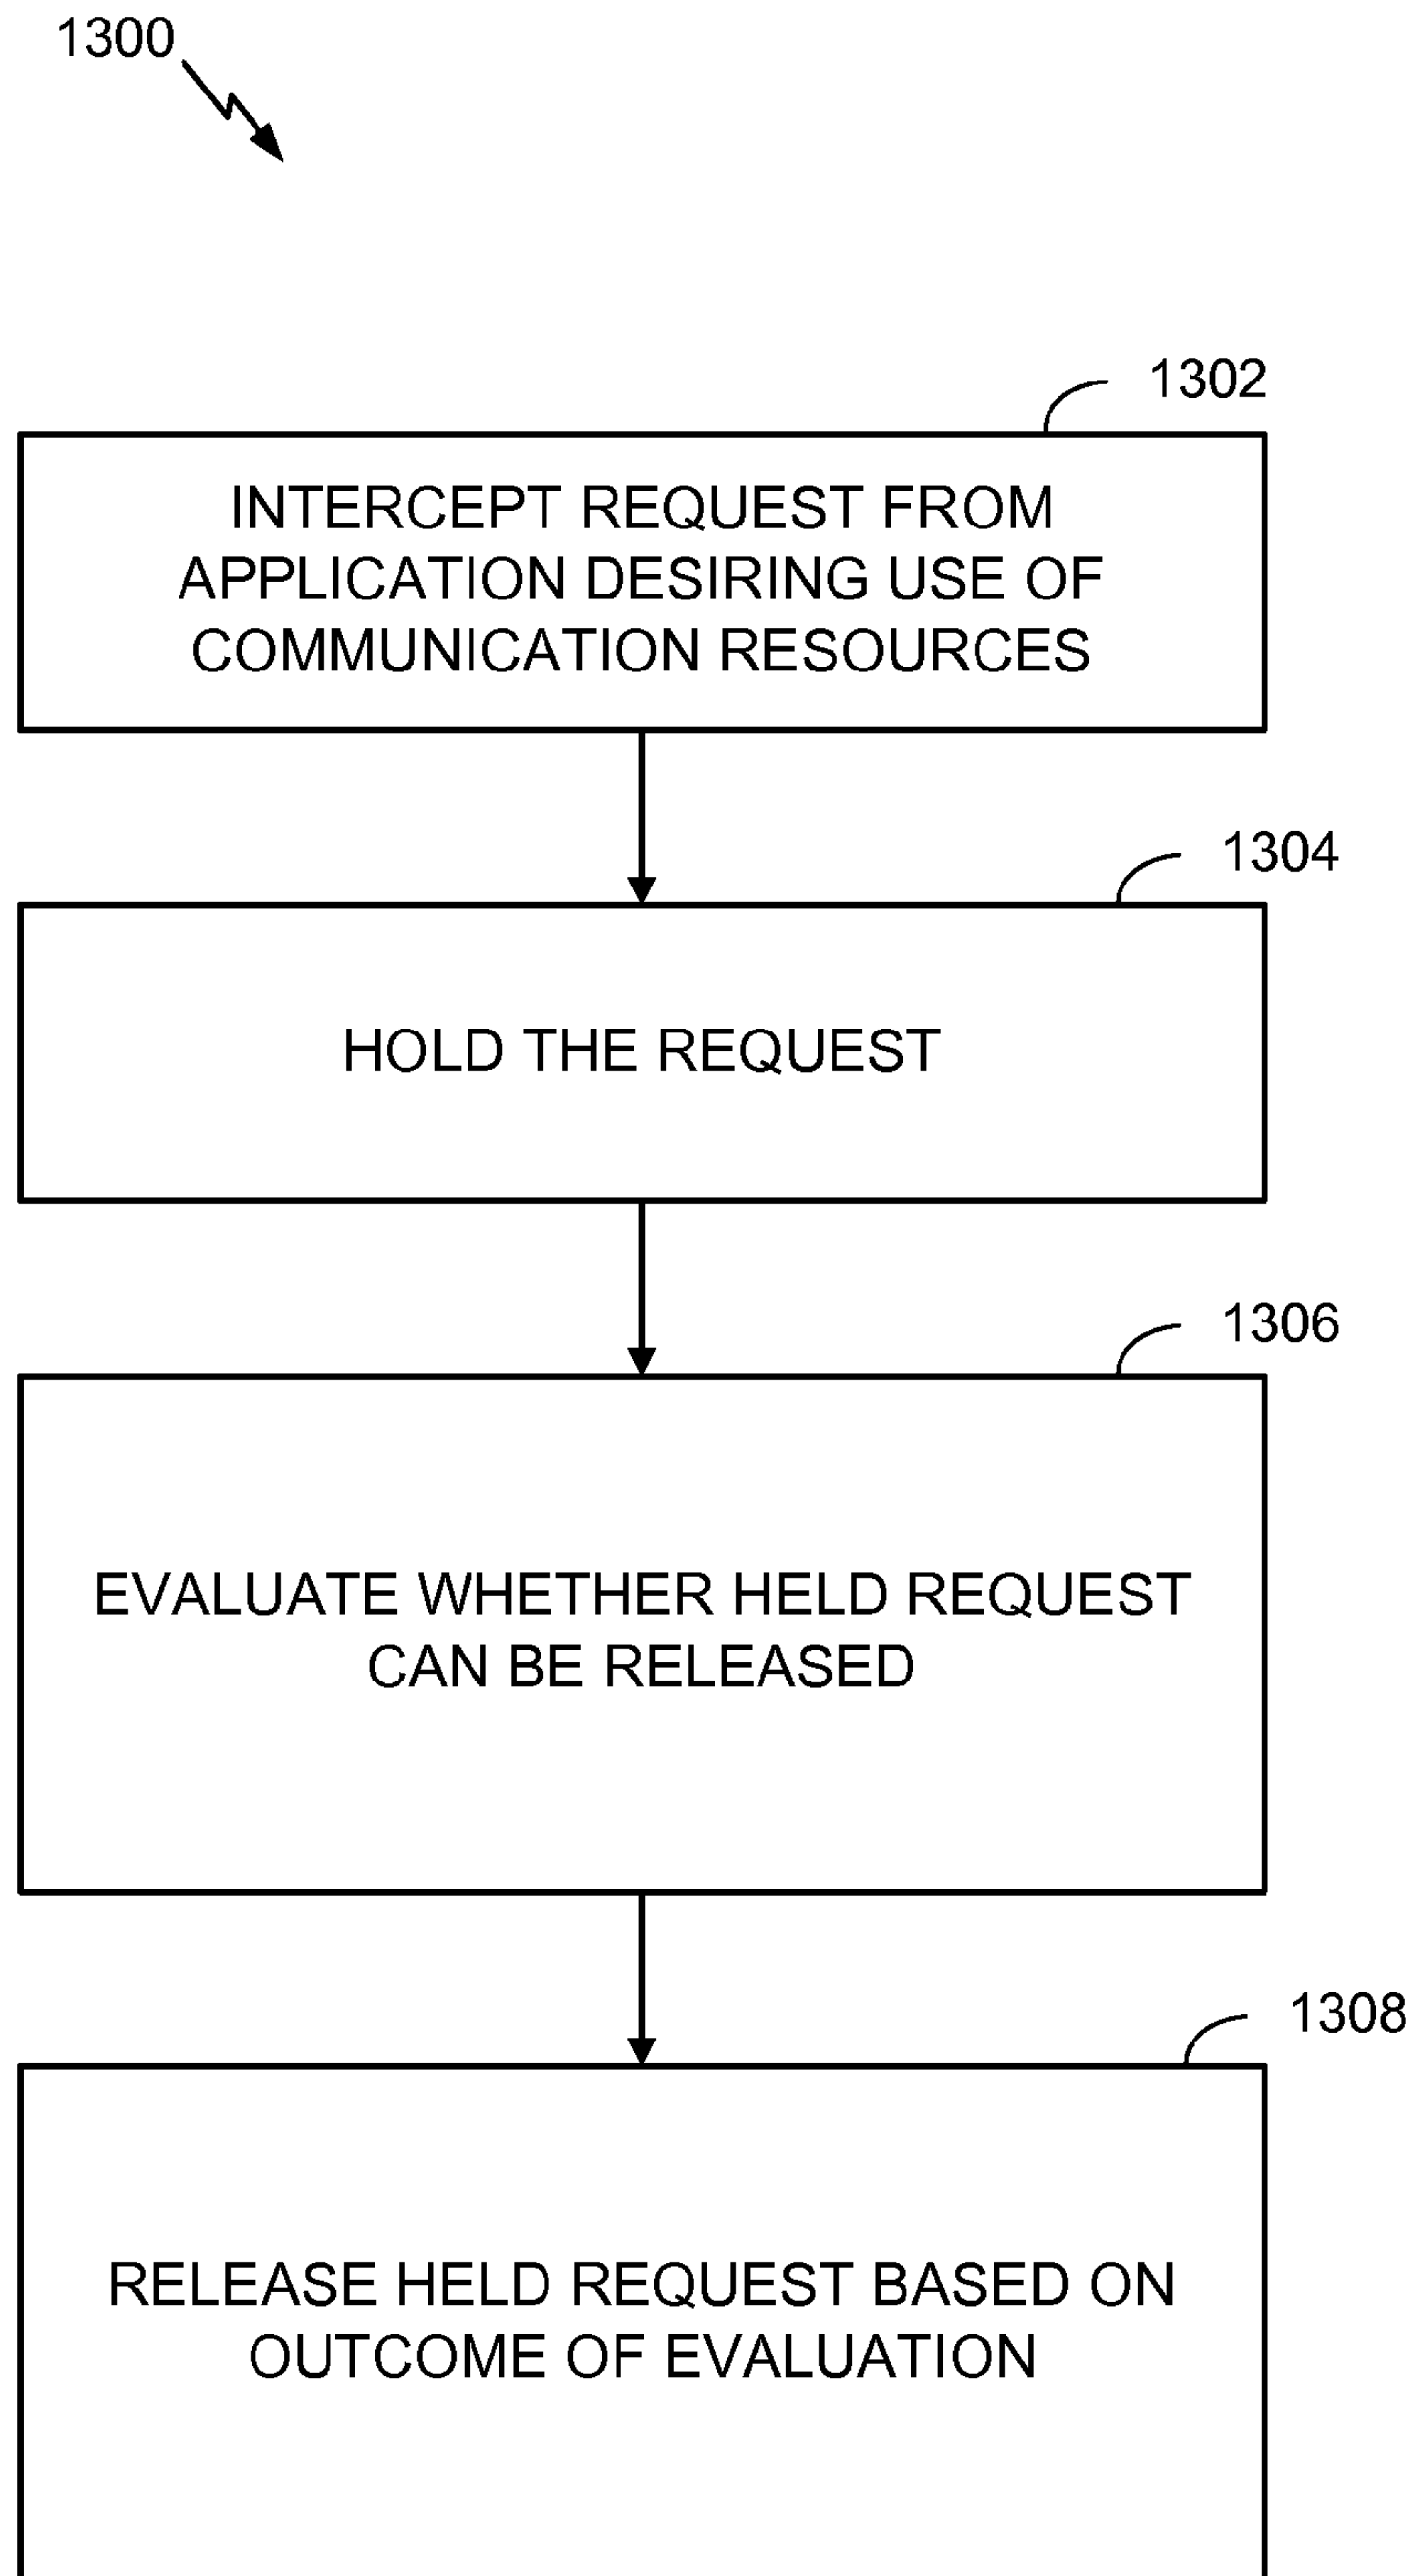 1300
1302
INTERCEPT REQUEST FROM
APPLICATION DESIRING USE OF
COMMUNICATION RESOURCES
1304
HOLD THE REQUEST
1306
EVALUATE WHETHER HELD REQUEST
CAN BE RELEASED
1308
RELEASE HELD REQUEST BASED ON
OUTCOME OF EVALUATION